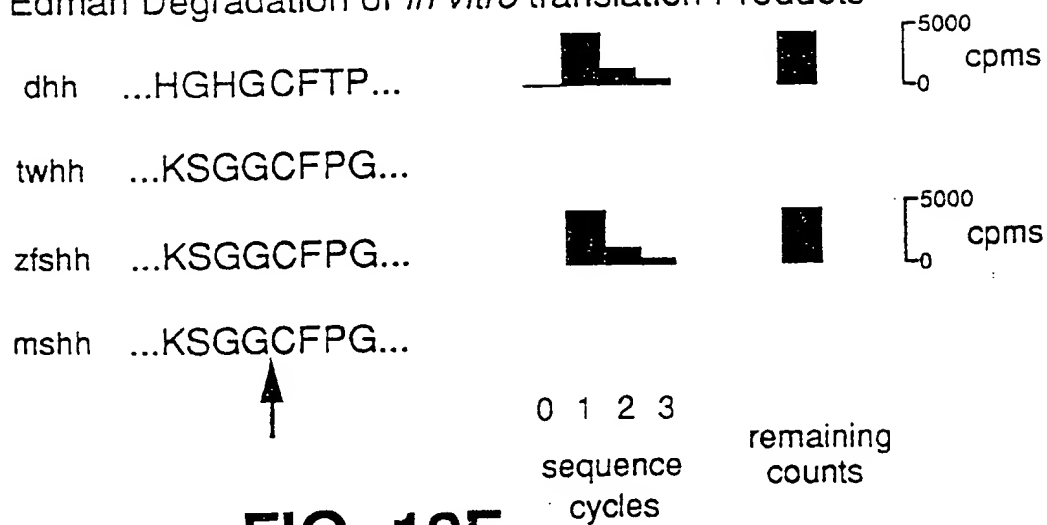 Edman Degradation of in vitro translation Products
dhh ...HGHGCFTP...
5000
cpms
0
twhh ...KSGGCFPG...
zfshh ...KSGGCFPG...
5000
cpms
0
mshh ...KSGGCFPG...
0 1 2 3
sequence
cycles
remaining
counts